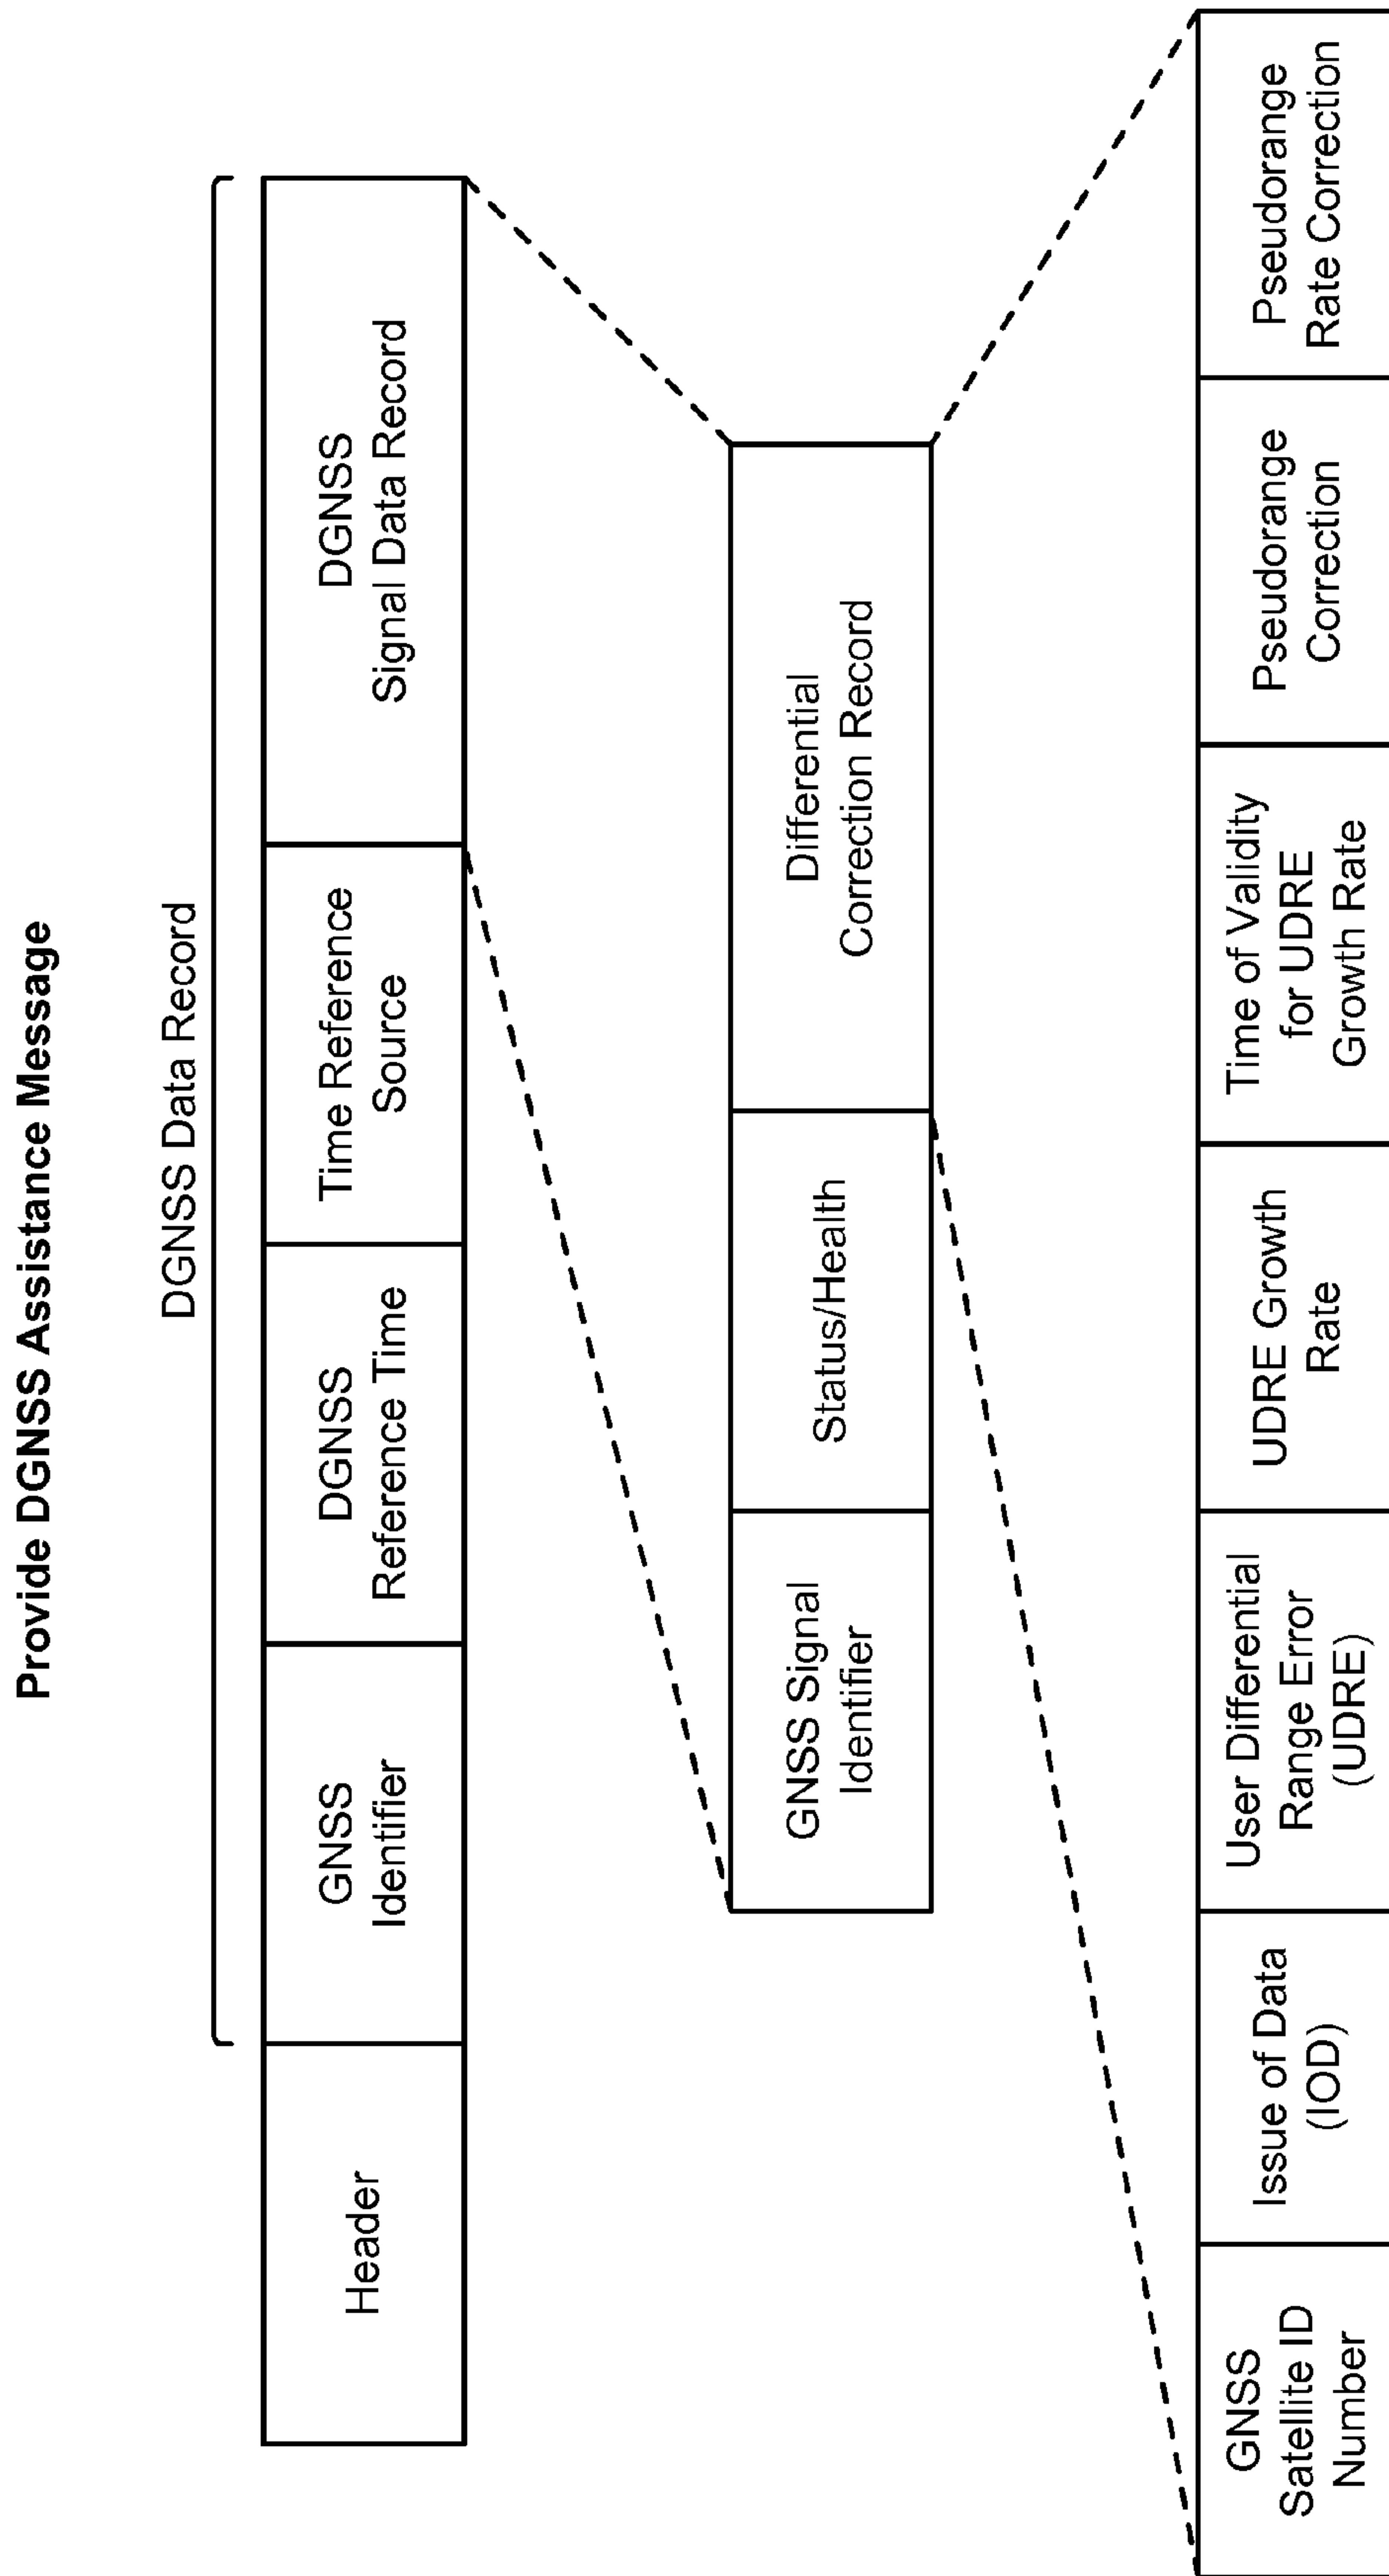 Provide DGNSS Assistance Message
DGNSS Data Record
Header
GNSS
Identifier
DGNSS
Reference Time
Time Reference
Source
DGNSS
Signal Data Record
GNSS Signal
Identifier
Status/Health
Differential
Correction Record
GNSS
Satellite ID
Number
Issue of Data
(IOD)
User Differential
Range Error
(UDRE)
UDRE Growth
Rate
Time of Validity
for UDRE
Growth Rate
Pseudorange
Correction
Pseudorange
Rate Correction